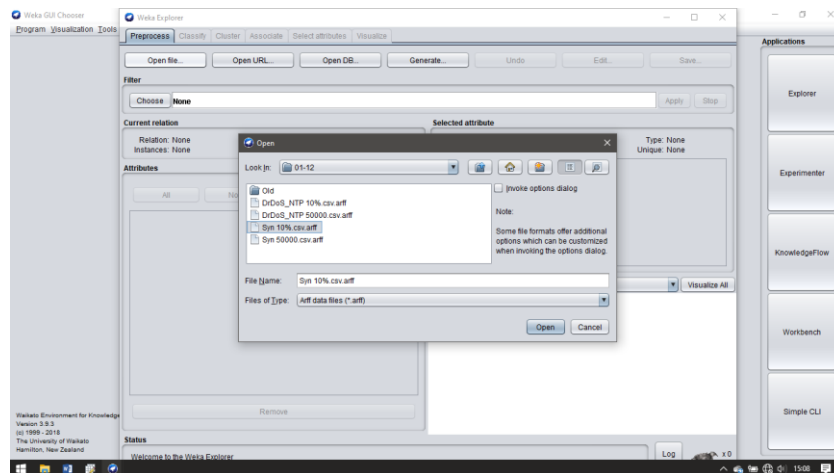 Weka GUI Chooser
Program Visualization Tools
Weka Explorer
Preprocess Classify Cluster Associate Select attributes Visualize
Open file... Open URL... Open DB... Generate... Undo Edit... Save...
Filter
Choose None Apply Stop
Current relation
Relation: None
Instances: None
Selected attribute
Type: None
Unique: None
Attributes
All No
Remove
Visualize All
Status
Welcome to the Weka Explorer
Log x 0
Open
Look In: 01-12
Old
DrDoS_NTP 10%.csv.arff
DrDoS_NTP 50000.csv.arff
Syn 10%.csv.arff
Syn 50000.csv.arff
Invoke options dialog
Note:
Some file formats offer additional
options which can be customized
when invoking the options dialog.
File Name: Syn 10%.csv.arff
Files of Type: Arff data files (*.arff)
Open Cancel
Applications
Explorer
Experimenter
KnowledgeFlow
Workbench
Simple CLI
Waikato Environment for Knowledge
Version 3.9.3
(c) 1999 - 2018
The University of Waikato
Hamilton, New Zealand
15:08